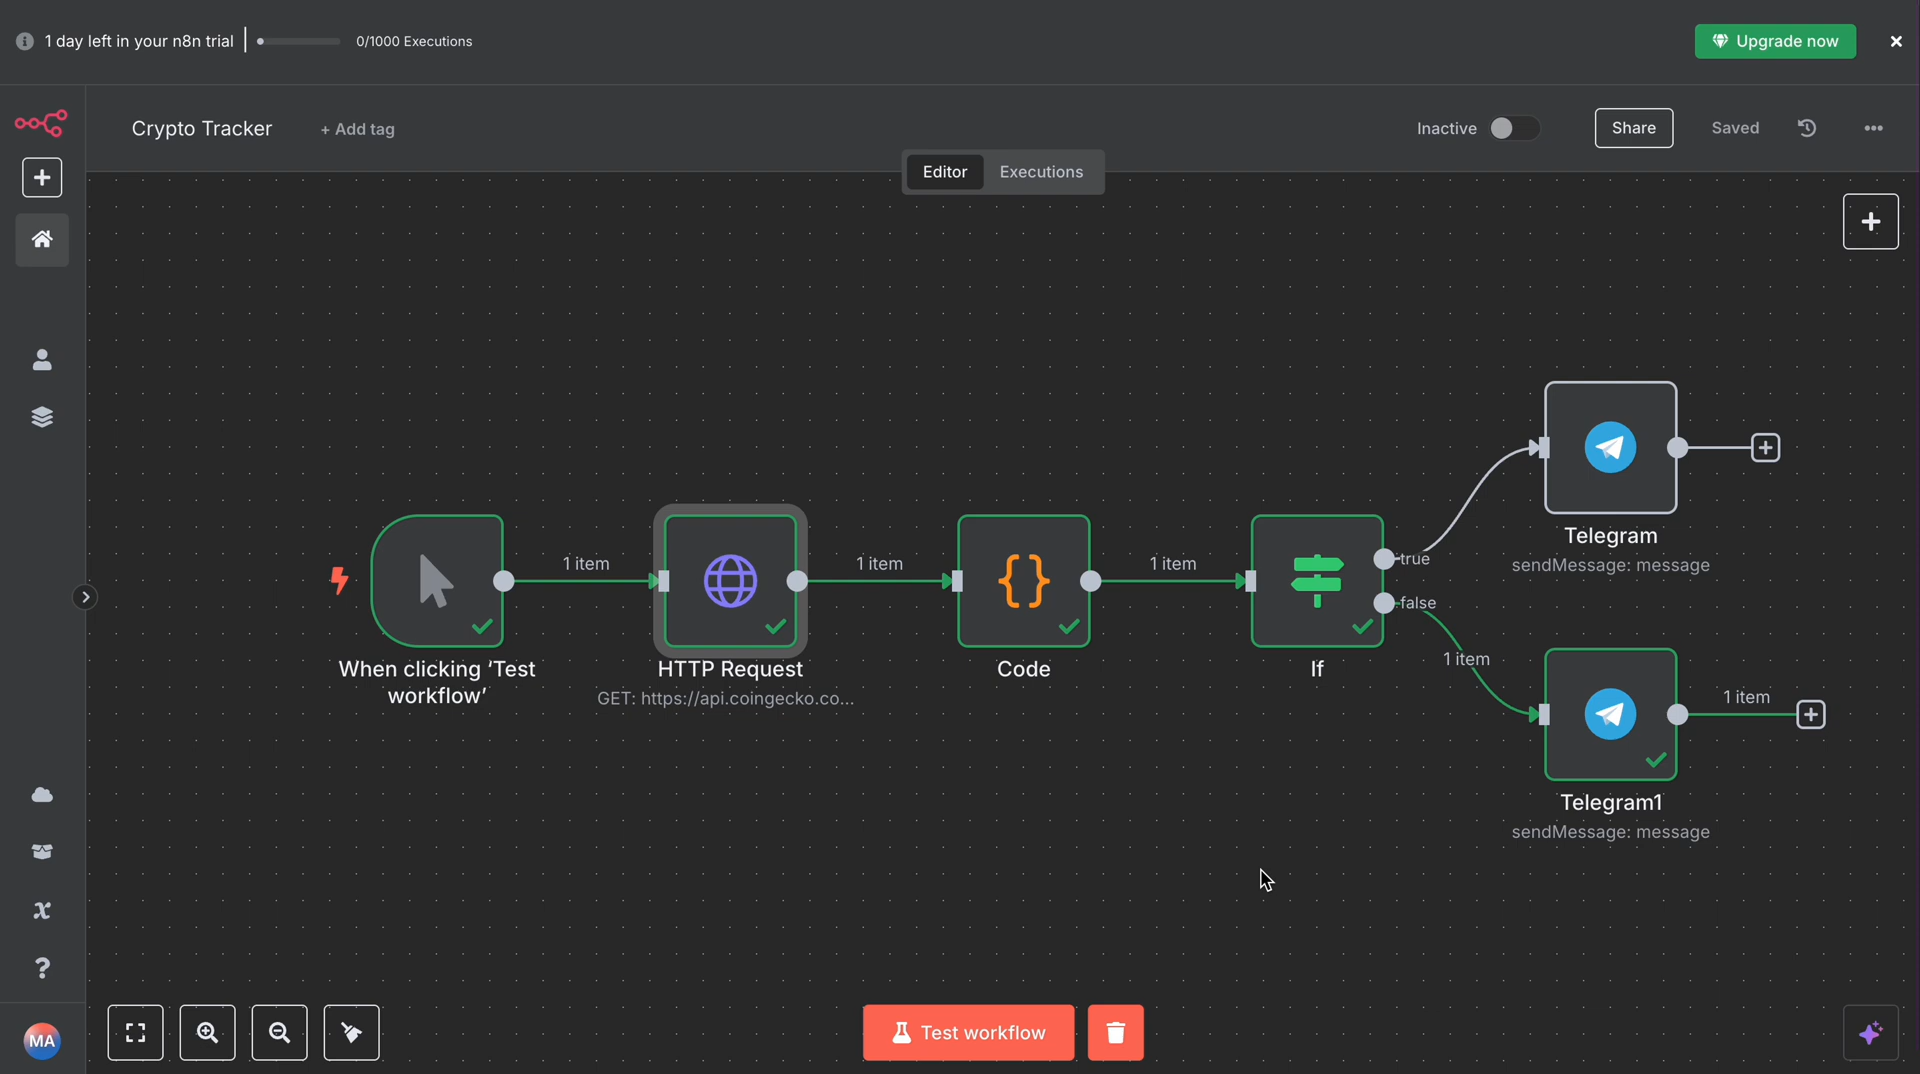 1 day left in your n8n trial
0/1000 Executions
Upgrade now
Crypto Tracker
+ Add tag
Inactive
Share
Saved
Editor
Executions
1 item
1 item
1 item
true
false
1 item
1 item
When clicking ‘Test
workflow’
HTTP Request
GET: https://api.coingecko.co...
Code
If
Telegram
sendMessage: message
Telegram1
sendMessage: message
MA
Test workflow